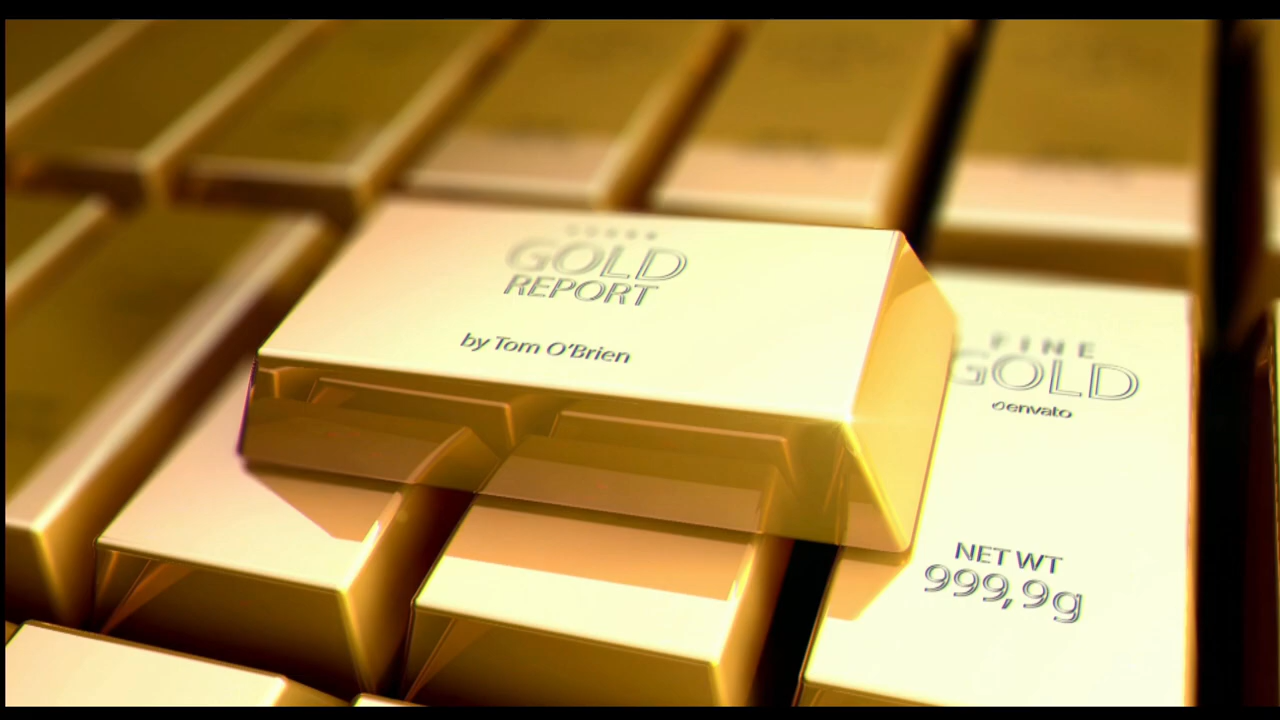 GOLD
REPORT
by Tom O'Brien
FINE
GOLD
envato
NET WT
999,9g